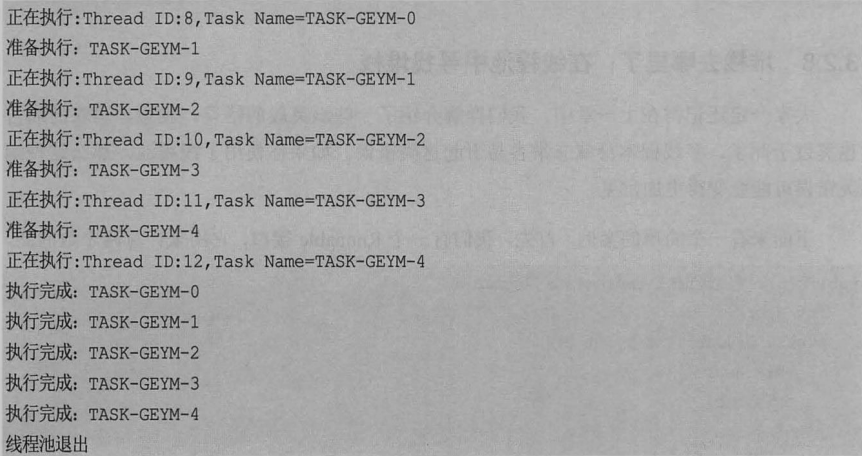 正在执行:Thread ID:8,Task Name=TASK-GEYM-0
准备执行：TASK-GEYM-1
正在执行:Thread ID:9,Task Name=TASK-GEYM-1
准备执行：TASK-GEYM-2
正在执行:Thread ID:10,Task Name=TASK-GEYM-2
准备执行：TASK-GEYM-3
正在执行:Thread ID:11,Task Name=TASK-GEYM-3
准备执行：TASK-GEYM-4
正在执行:Thread ID:12,Task Name=TASK-GEYM-4
执行完成：TASK-GEYM-0
执行完成：TASK-GEYM-1
执行完成：TASK-GEYM-2
执行完成：TASK-GEYM-3
执行完成：TASK-GEYM-4
线程池退出